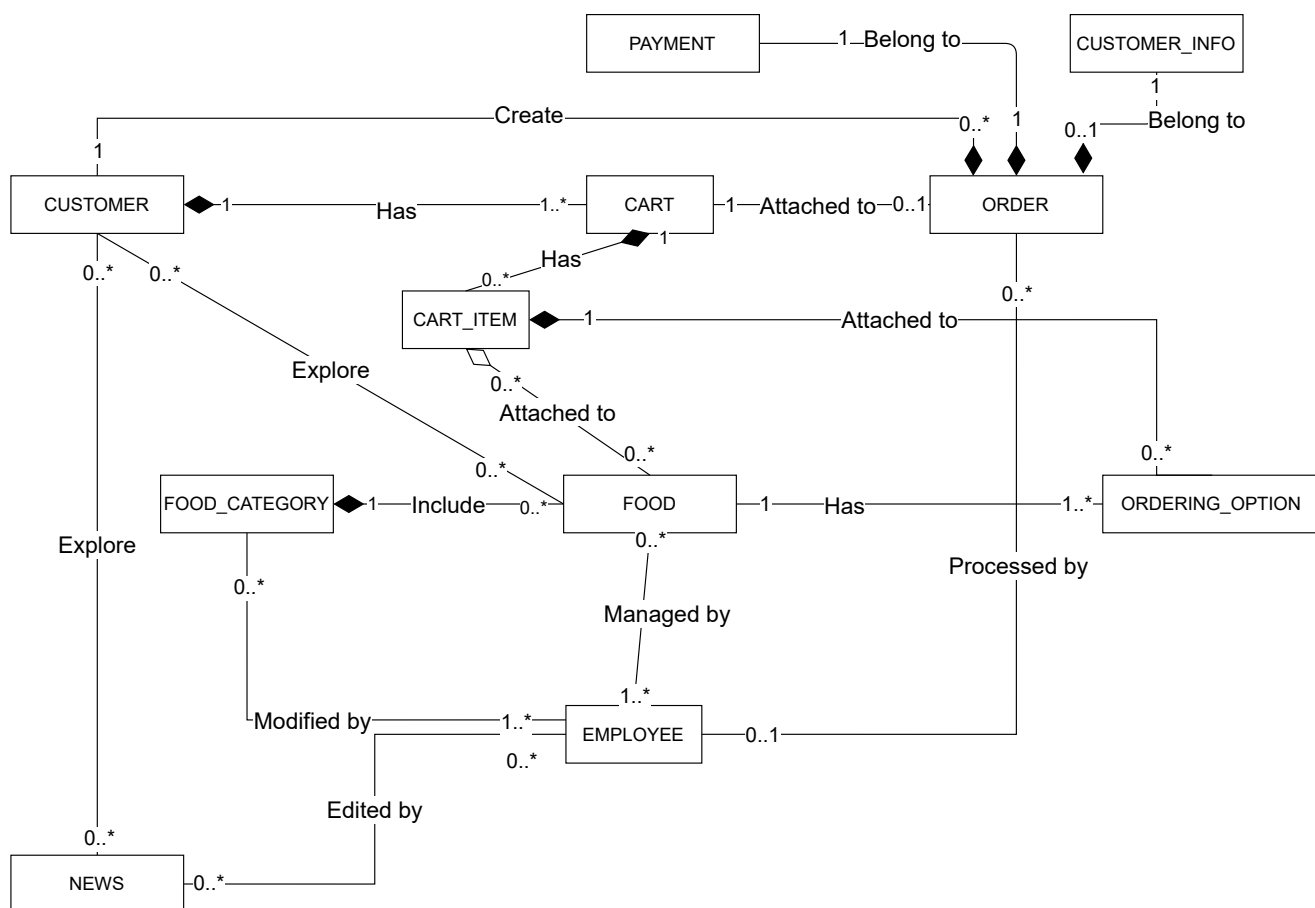 PAYMENT
1
Belong to
CUSTOMER_INFO
1
Create
0..*
1
0..1
Belong to
1
CUSTOMER
1
Has
1..*
CART
1
Attached to
0..1
ORDER
1
Has
0..*
0..*
0..*
0..*
CART_ITEM
1
Attached to
Explore
0..*
Attached to
0..*
0..*
0..*
FOOD_CATEGORY
1
Include
0..*
FOOD
1
Has
1..*
ORDERING_OPTION
Explore
0..*
0..*
Processed by
Managed by
1..*
Modified by
1..*
EMPLOYEE
0..1
0..*
Edited by
0..*
NEWS
0..*